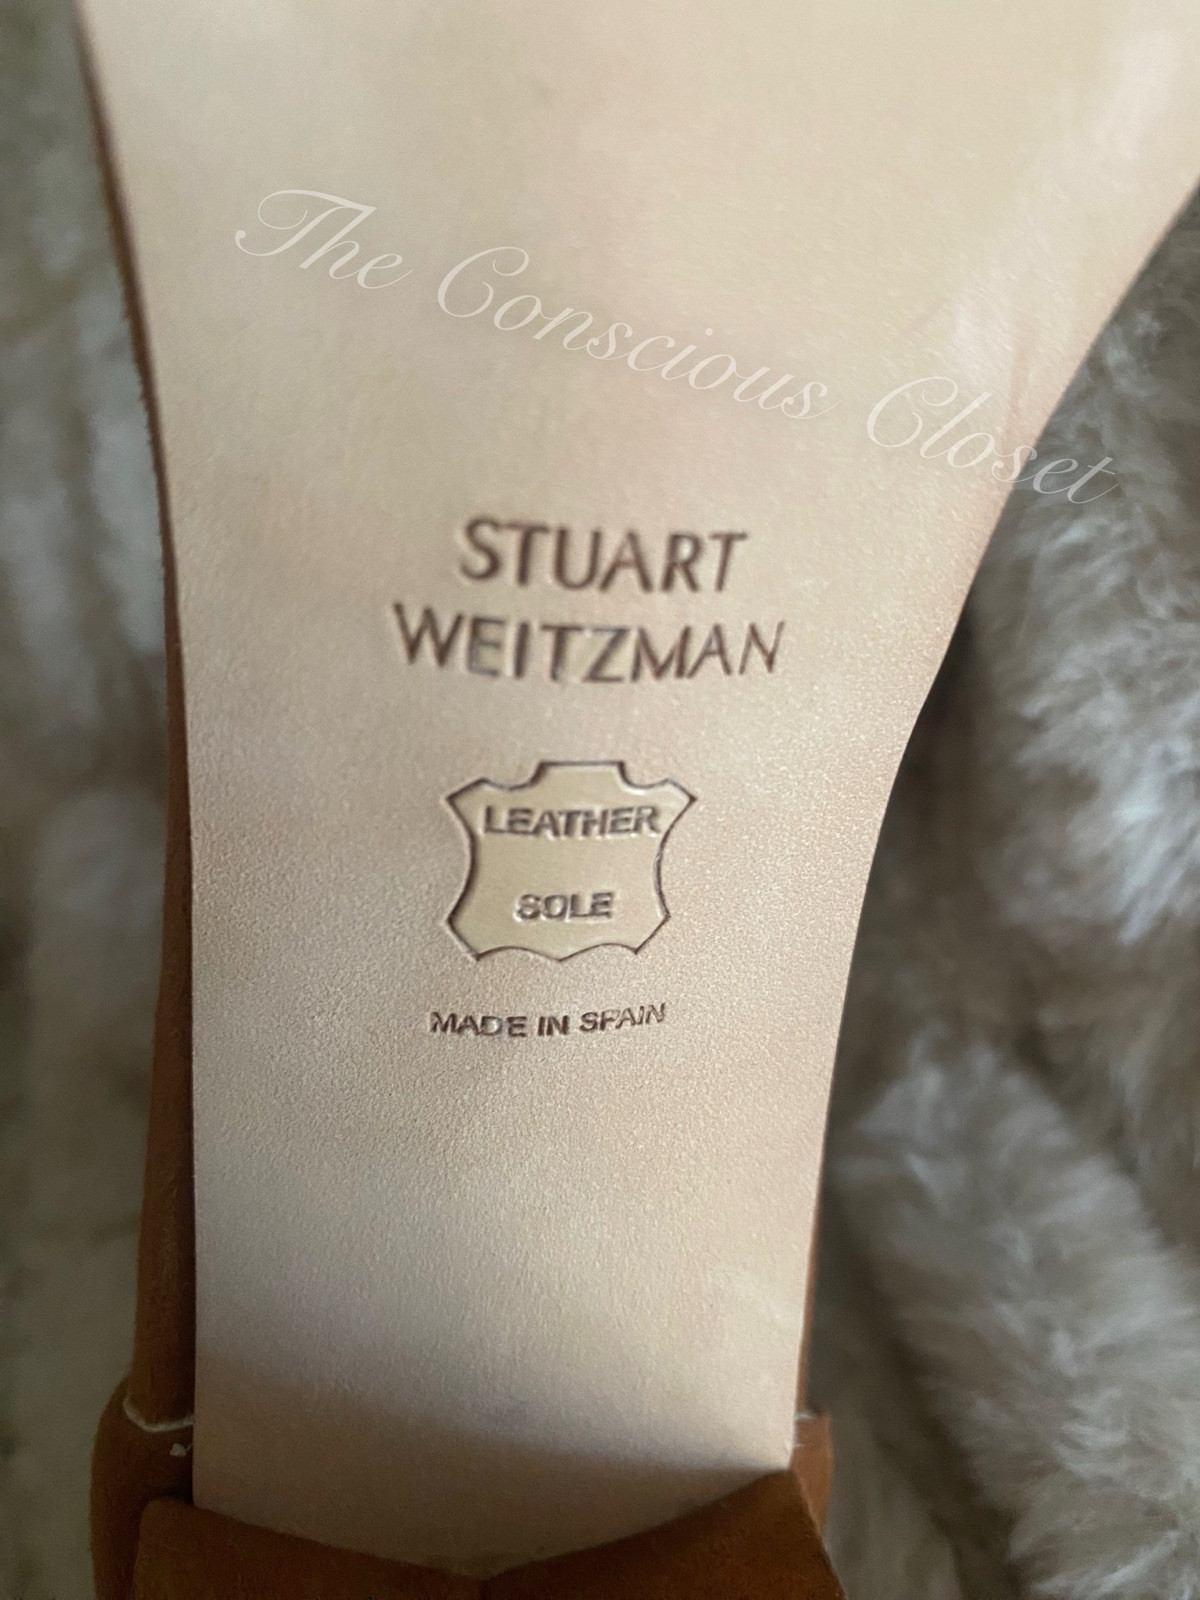 The Conscious Closet
STUART
WEITZMAN
LEATHER
SOLE
MADE IN SPAIN